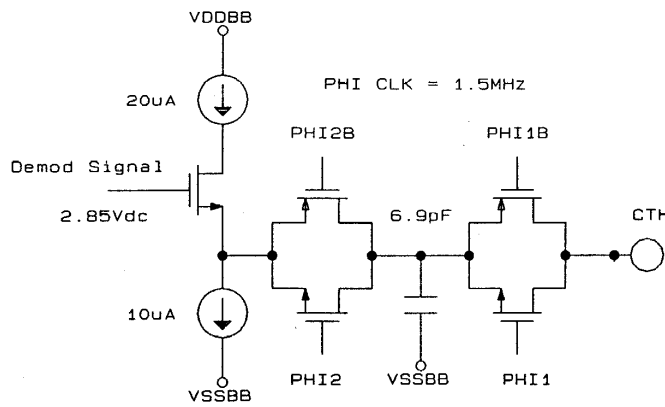 VDDBB
20uA
PHI CLK = 1.5MHz
PHI2B
PHI1B
Demod Signal
2.85Vdc
6.9pF
CTH
10uA
PHI2
VSSBB
PHI1
VSSBB